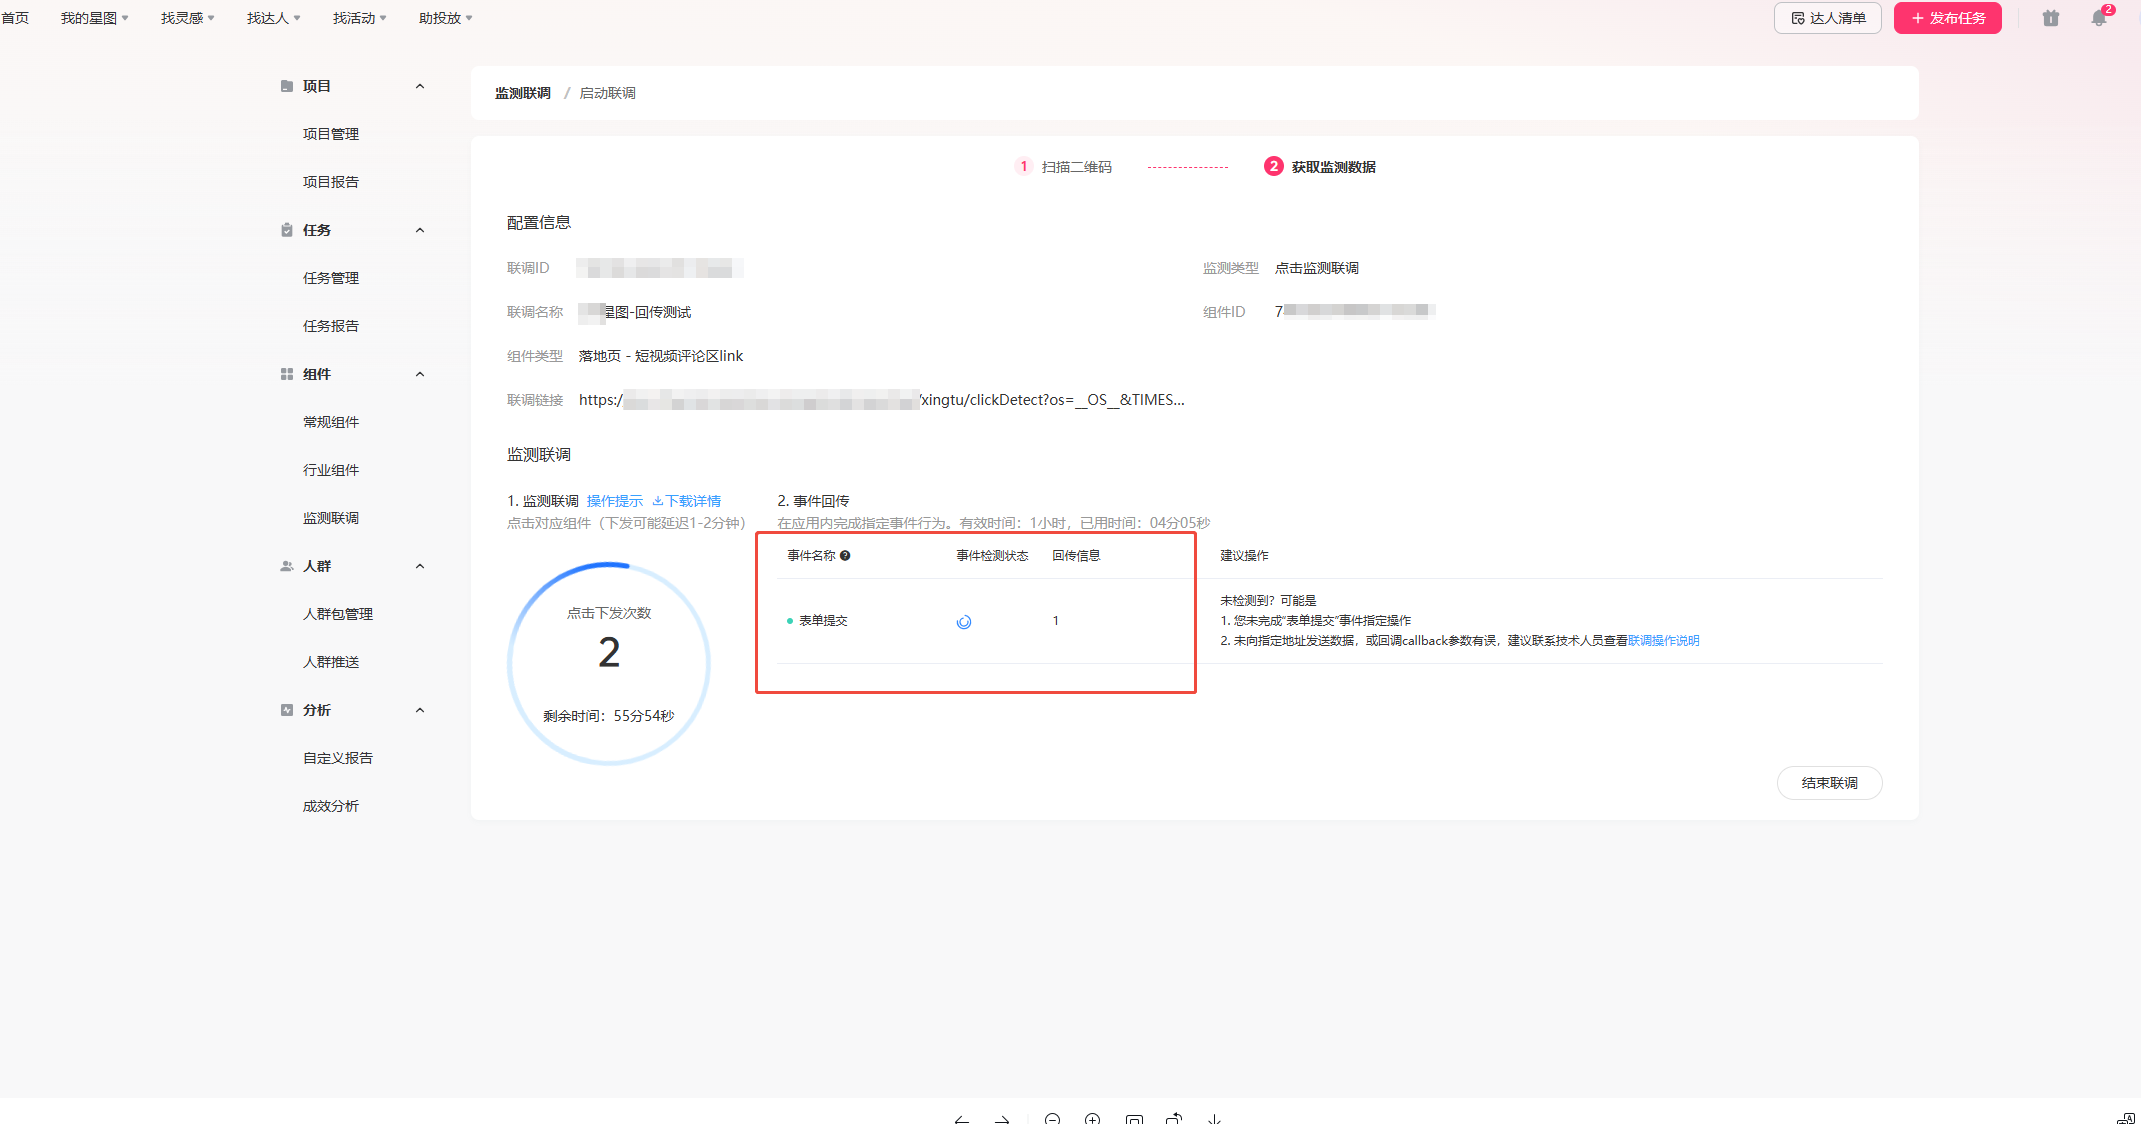 首页 我的星图 找灵感 找达人 找活动 助投放 达人清单 + 发布任务 2
项目
项目管理
项目报告
任务
任务管理
任务报告
组件
常规组件
行业组件
监测联调
人群
人群包管理
人群推送
分析
自定义报告
成效分析
监测联调 / 启动联调
1 扫描二维码 2 获取监测数据
配置信息
联调ID 监测类型 点击监测联调
联调名称 星图-回传测试 组件ID 7
组件类型 落地页 - 短视频评论区link
联调链接 https:/ /xingtu/clickDetect?os=__OS__&TIMES...
监测联调
1. 监测联调 操作提示 下载详情
点击对应组件（下发可能延迟1-2分钟）
点击下发次数
2
剩余时间：55分54秒
2. 事件回传
在应用内完成指定事件行为。有效时间：1小时，已用时间：04分05秒
事件名称 事件检测状态 回传信息 建议操作
表单提交 1
未检测到？可能是
1. 您未完成“表单提交”事件指定操作
2. 未向指定地址发送数据，或回调callback参数有误，建议联系技术人员查看联调操作说明
结束联调